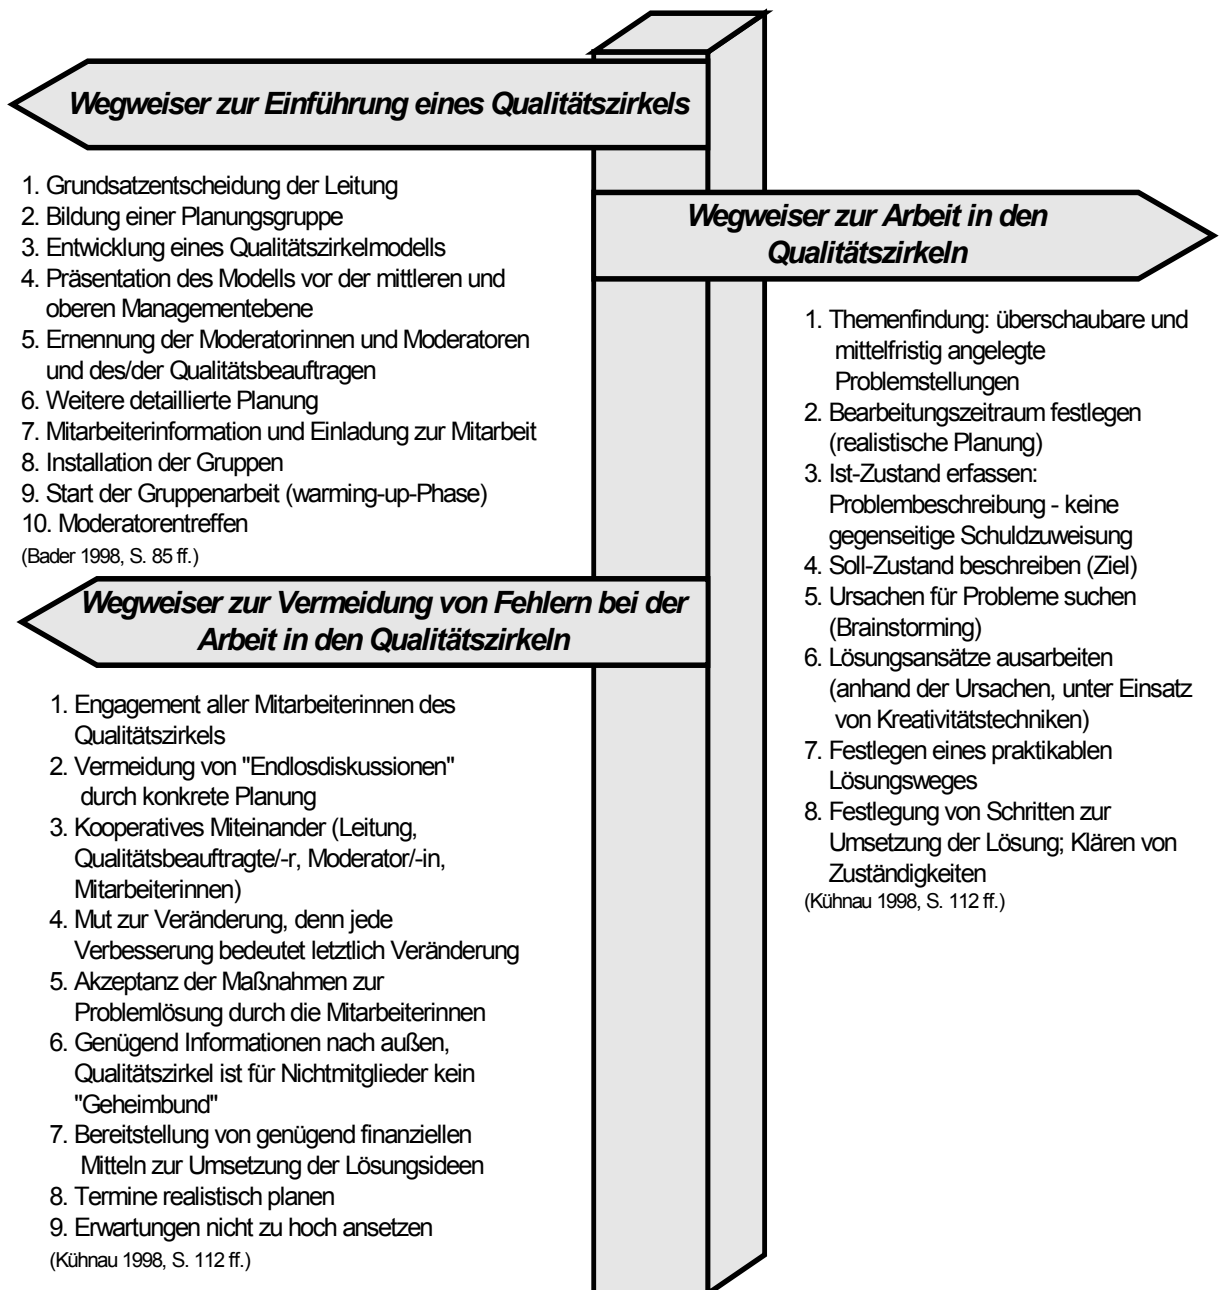 Wegweiser zur Einführung eines Qualitätszirkels
1. Grundsatzentscheidung der Leitung
2. Bildung einer Planungsgruppe
3. Entwicklung eines Qualitätszirkelmodells
4. Präsentation des Modells vor der mittleren und
oberen Managementebene
5. Ernennung der Moderatorinnen und Moderatoren
und des/der Qualitätsbeauftragen
6. Weitere detaillierte Planung
7. Mitarbeiterinformation und Einladung zur Mitarbeit
8. Installation der Gruppen
9. Start der Gruppenarbeit (warming-up-Phase)
10. Moderatorentreffen
(Bader 1998, S. 85 ff.)
Wegweiser zur Arbeit in den
Qualitätszirkeln
1. Themenfindung: überschaubare und
mittelfristig angelegte
Problemstellungen
2. Bearbeitungszeitraum festlegen
(realistische Planung)
3. Ist-Zustand erfassen:
Problembeschreibung - keine
gegenseitige Schuldzuweisung
4. Soll-Zustand beschreiben (Ziel)
5. Ursachen für Probleme suchen
(Brainstorming)
6. Lösungsansätze ausarbeiten
(anhand der Ursachen, unter Einsatz
von Kreativitätstechniken)
7. Festlegen eines praktikablen
Lösungsweges
8. Festlegung von Schritten zur
Umsetzung der Lösung; Klären von
Zuständigkeiten
(Kühnau 1998, S. 112 ff.)
Wegweiser zur Vermeidung von Fehlern bei der
Arbeit in den Qualitätszirkeln
1. Engagement aller Mitarbeiterinnen des
Qualitätszirkels
2. Vermeidung von "Endlosdiskussionen"
durch konkrete Planung
3. Kooperatives Miteinander (Leitung,
Qualitätsbeauftragte/-r, Moderator/-in,
Mitarbeiterinnen)
4. Mut zur Veränderung, denn jede
Verbesserung bedeutet letztlich Veränderung
5. Akzeptanz der Maßnahmen zur
Problemlösung durch die Mitarbeiterinnen
6. Genügend Informationen nach außen,
Qualitätszirkel ist für Nichtmitglieder kein
"Geheimbund"
7. Bereitstellung von genügend finanziellen
Mitteln zur Umsetzung der Lösungsideen
8. Termine realistisch planen
9. Erwartungen nicht zu hoch ansetzen
(Kühnau 1998, S. 112 ff.)